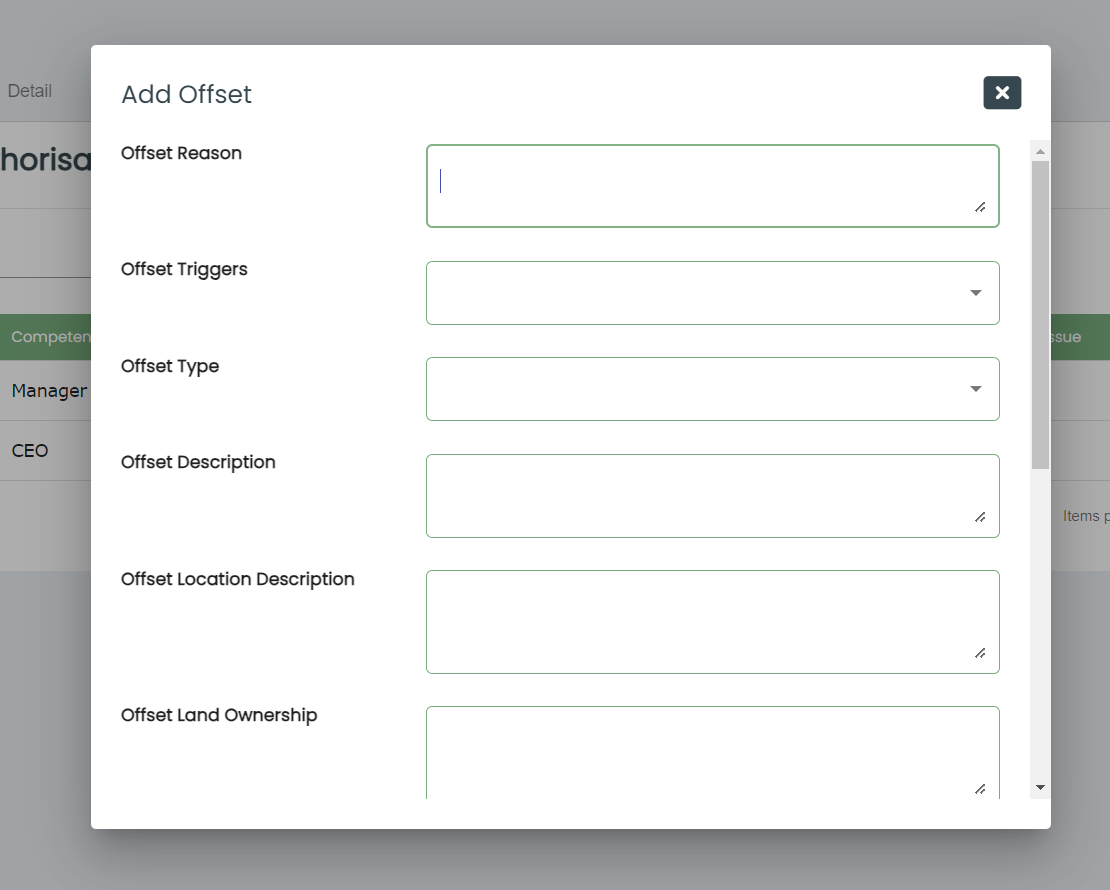 Detail
Add Offset
Offset Reason
Offset Triggers
Offset Type
Offset Description
Offset Location Description
Offset Land Ownership
horisa
Competen
ssue
Manager
CEO
Items p